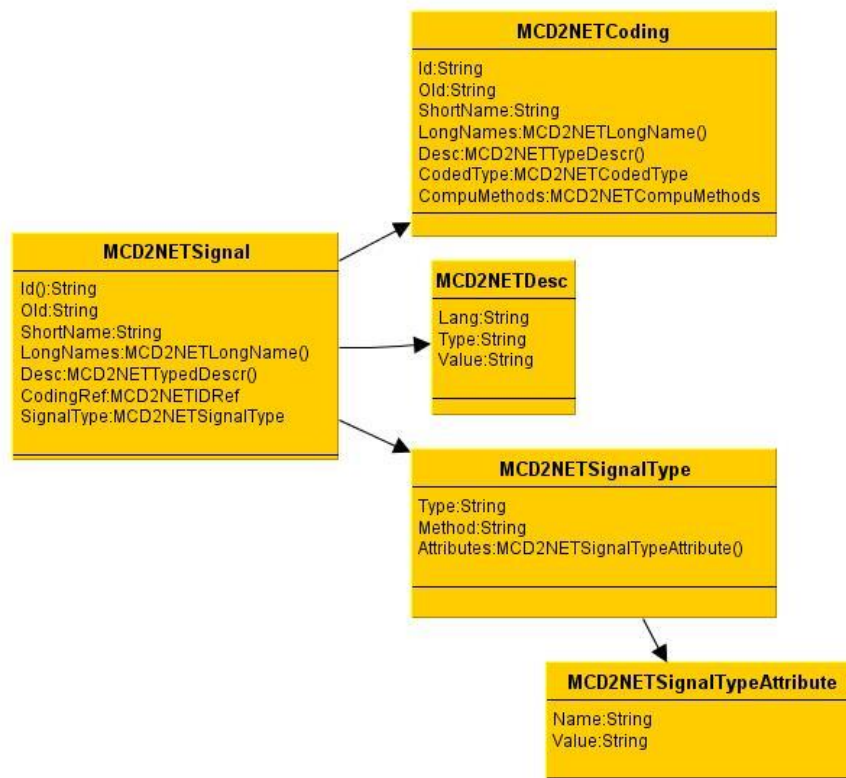 MCD2NETCoding
Id:String
OId:String
ShortName:String
LongNames:MCD2NETLongName()
Desc:MCD2NETTypeDescr()
CodedType:MCD2NETCodedType
CompuMethods:MCD2NETCompuMethods
MCD2NETSignal
Id():String
OId:String
ShortName:String
LongNames:MCD2NETLongName()
Desc:MCD2NETTypedDescr()
CodingRef:MCD2NETIDRef
SignalType:MCD2NETSignalType
MCD2NETDesc
Lang:String
Type:String
Value:String
MCD2NETSignalType
Type:String
Method:String
Attributes:MCD2NETSignalTypeAttribute()
MCD2NETSignalTypeAttribute
Name:String
Value:String